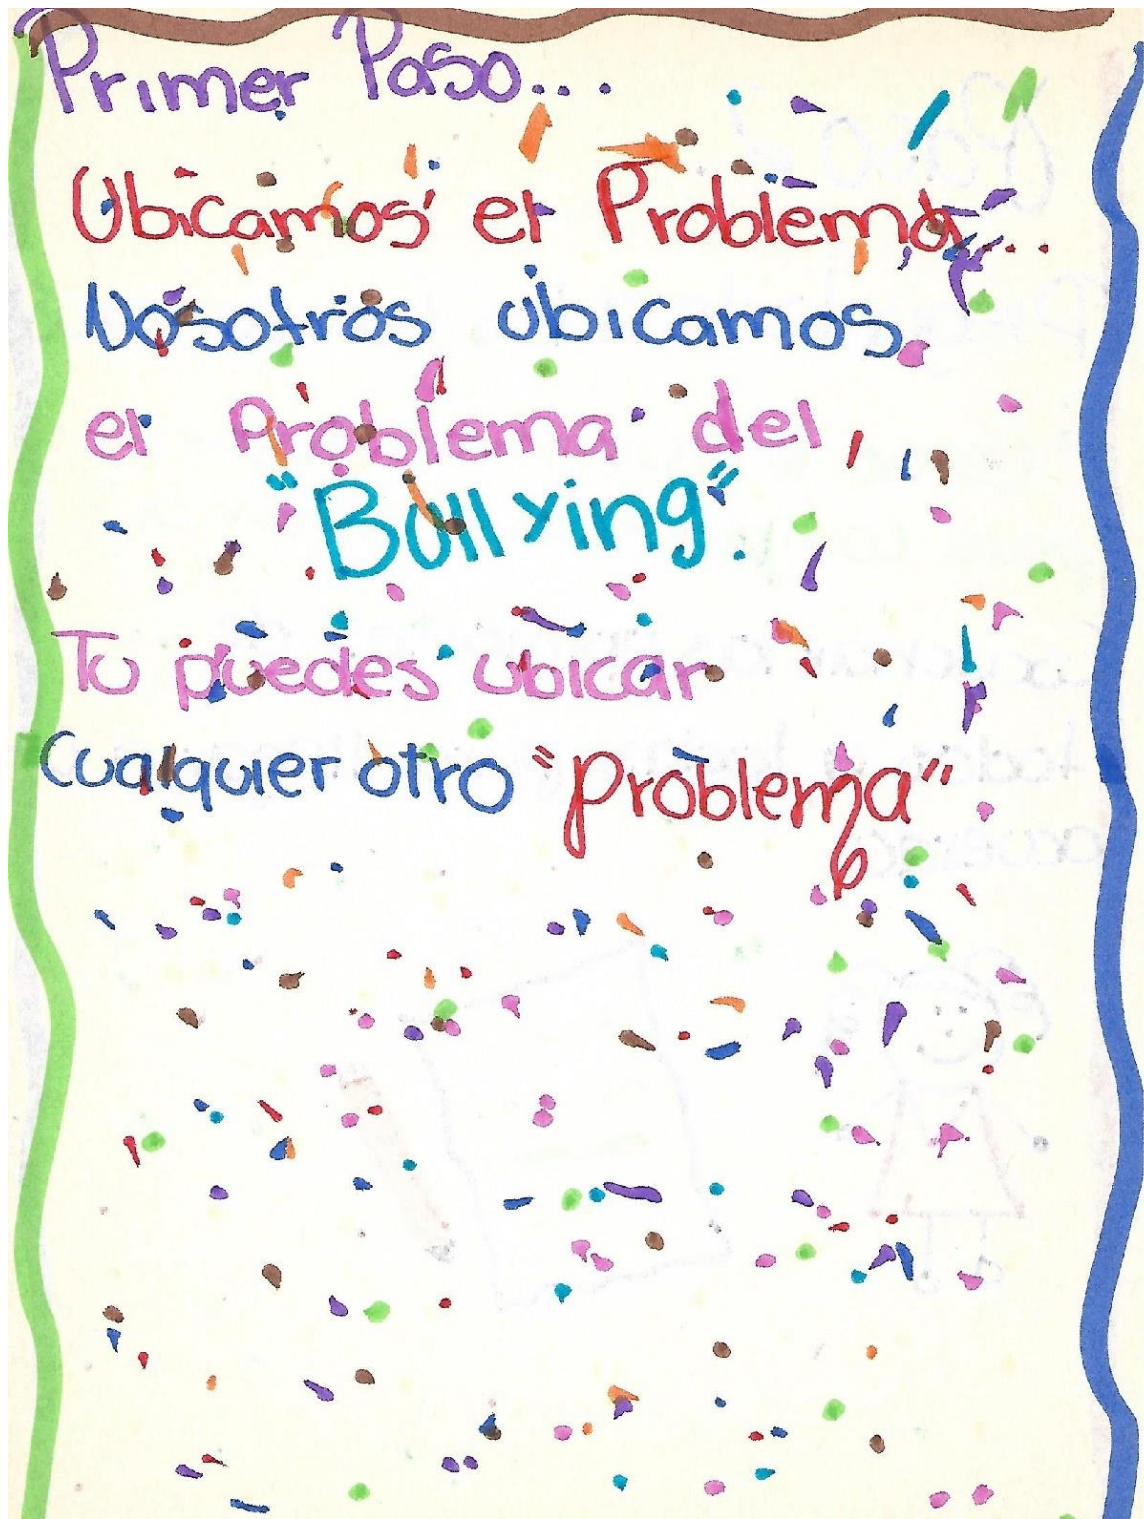 Primer Paso...
Ubicamos el Problema...
Nosotros ubicamos
el Problema del
"Bullying".
Tu puedes ubicar
Cualquier otro "problema"